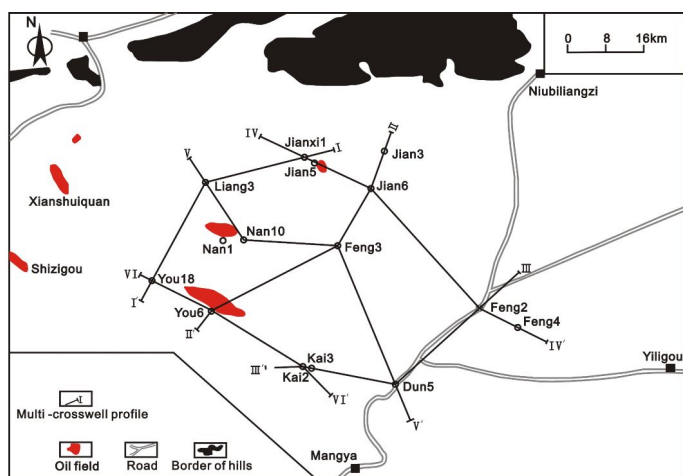 N
0 8 16km
Niubiliangzi
IV
Jianxi1
I
II
Jian3
V
Jian5
Jian6
Liang3
Xianshuiquan
Nan10
Nan1
Feng3
Shizigou
VI
You18
III
I'
You6
Feng2
II'
Feng4
IV'
Kai3
III'
Kai2
Yiligou
Dun5
VI'
V'
I
Multi-crosswell profile
Oil field
Road
Border of hills
Mangya